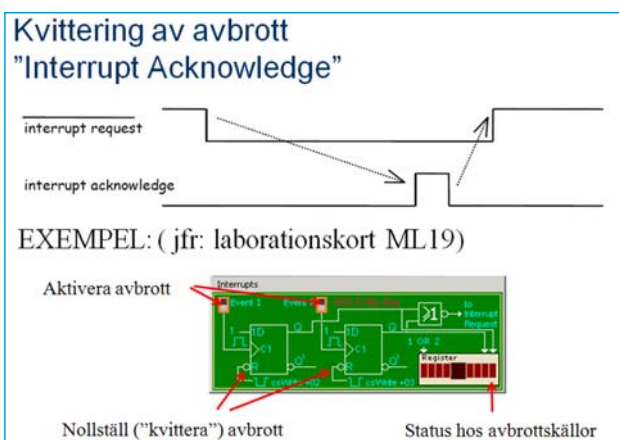 Kvittering av avbrott
"Interrupt Acknowledge"
interrupt request
interrupt acknowledge
EXEMPEL: ( jfr: laborationskort ML19)
Interrupts
Aktivera avbrott
Event 1
≥1
to
Interrupt
Request
1
1D
Q
1
1D
Q
1 OR 2
C1
C1
Register
R
Q'
R
Q'
csWrite +02
csWrite +03
Nollställ ("kvittera") avbrott
Status hos avbrottskällor